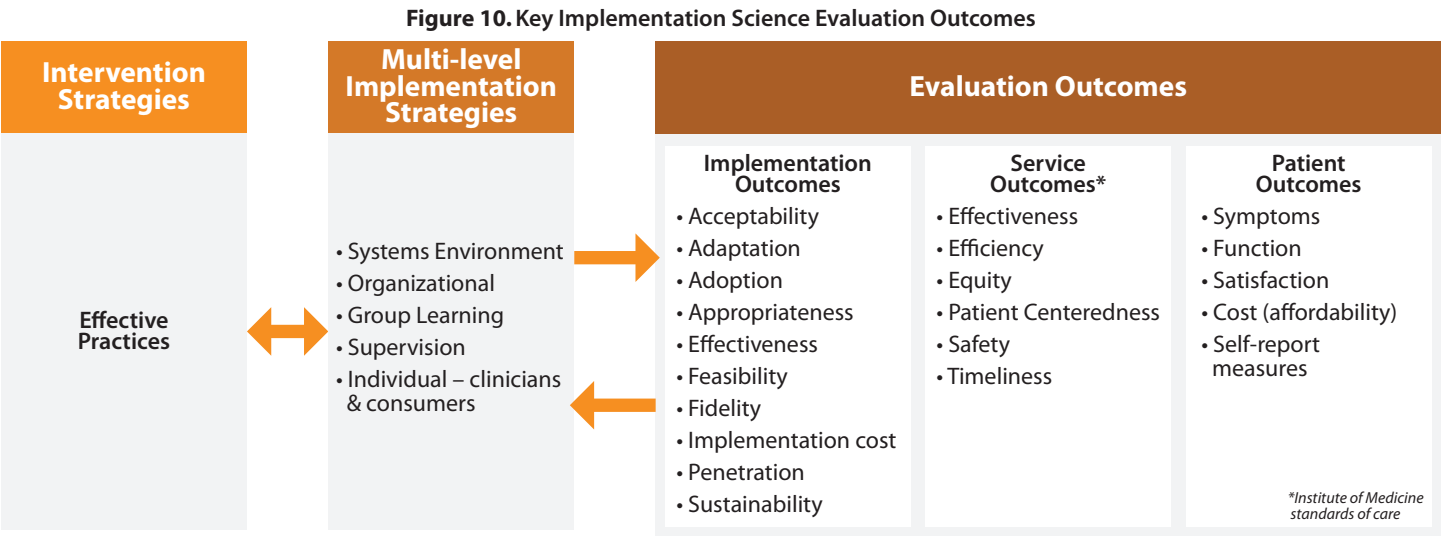 Figure 10. Key Implementation Science Evaluation Outcomes
Intervention
Strategies
Effective
Practices
Multi-level
Implementation
Strategies
• Systems Environment
• Organizational
• Group Learning
• Supervision
• Individual – clinicians
& consumers
Evaluation Outcomes
Implementation
Outcomes
• Acceptability
• Adaptation
• Adoption
• Appropriateness
• Effectiveness
• Feasibility
• Fidelity
• Implementation cost
• Penetration
• Sustainability
Service
Outcomes*
• Effectiveness
• Efficiency
• Equity
• Patient Centeredness
• Safety
• Timeliness
Patient
Outcomes
• Symptoms
• Function
• Satisfaction
• Cost (affordability)
• Self-report
measures
*Institute of Medicine
standards of care